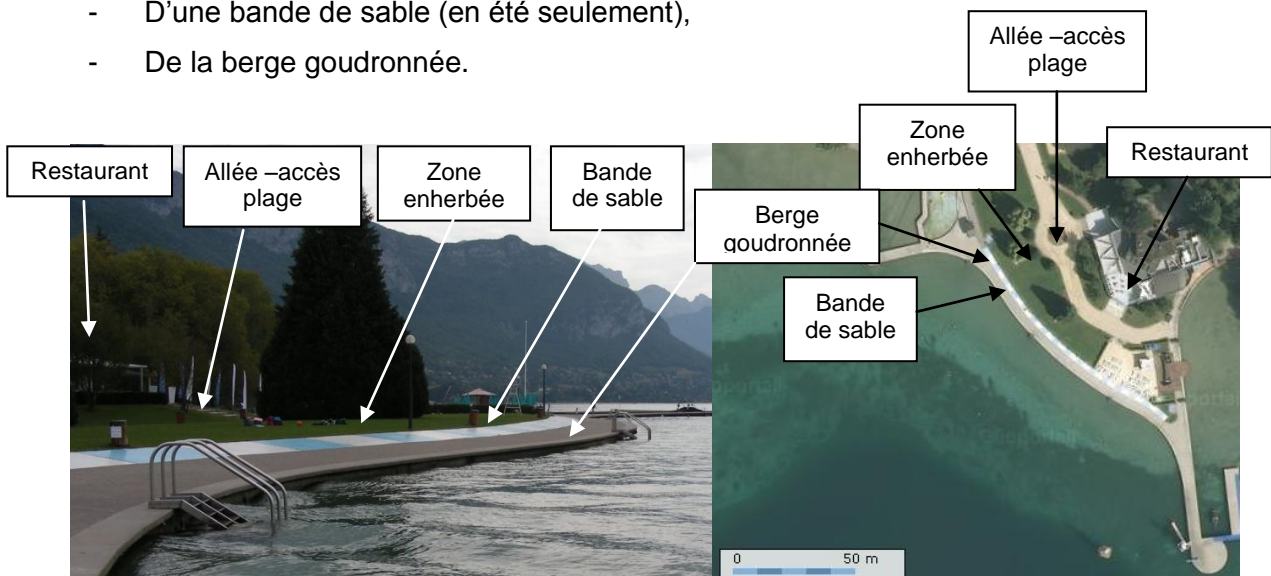 - D'une bande de sable (en été seulement),
- De la berge goudronnée.
Allée –accès
plage
Restaurant
Allée –accès
plage
Zone
enherbée
Bande
de sable
Zone
enherbée
Restaurant
Berge
goudronnée
Bande
de sable
0 50 m